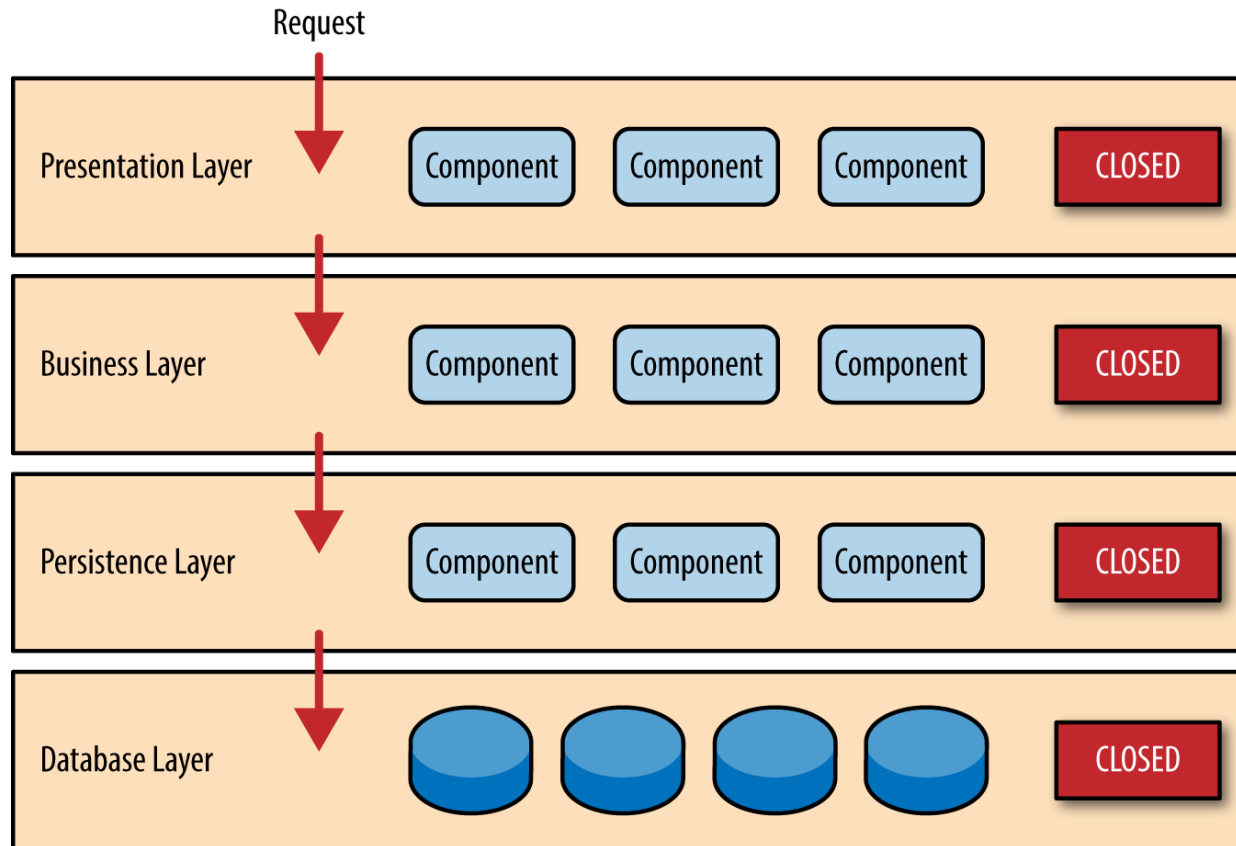 Request
Presentation Layer
Component
Component
Component
CLOSED
Business Layer
Component
Component
Component
CLOSED
Persistence Layer
Component
Component
Component
CLOSED
Database Layer
CLOSED